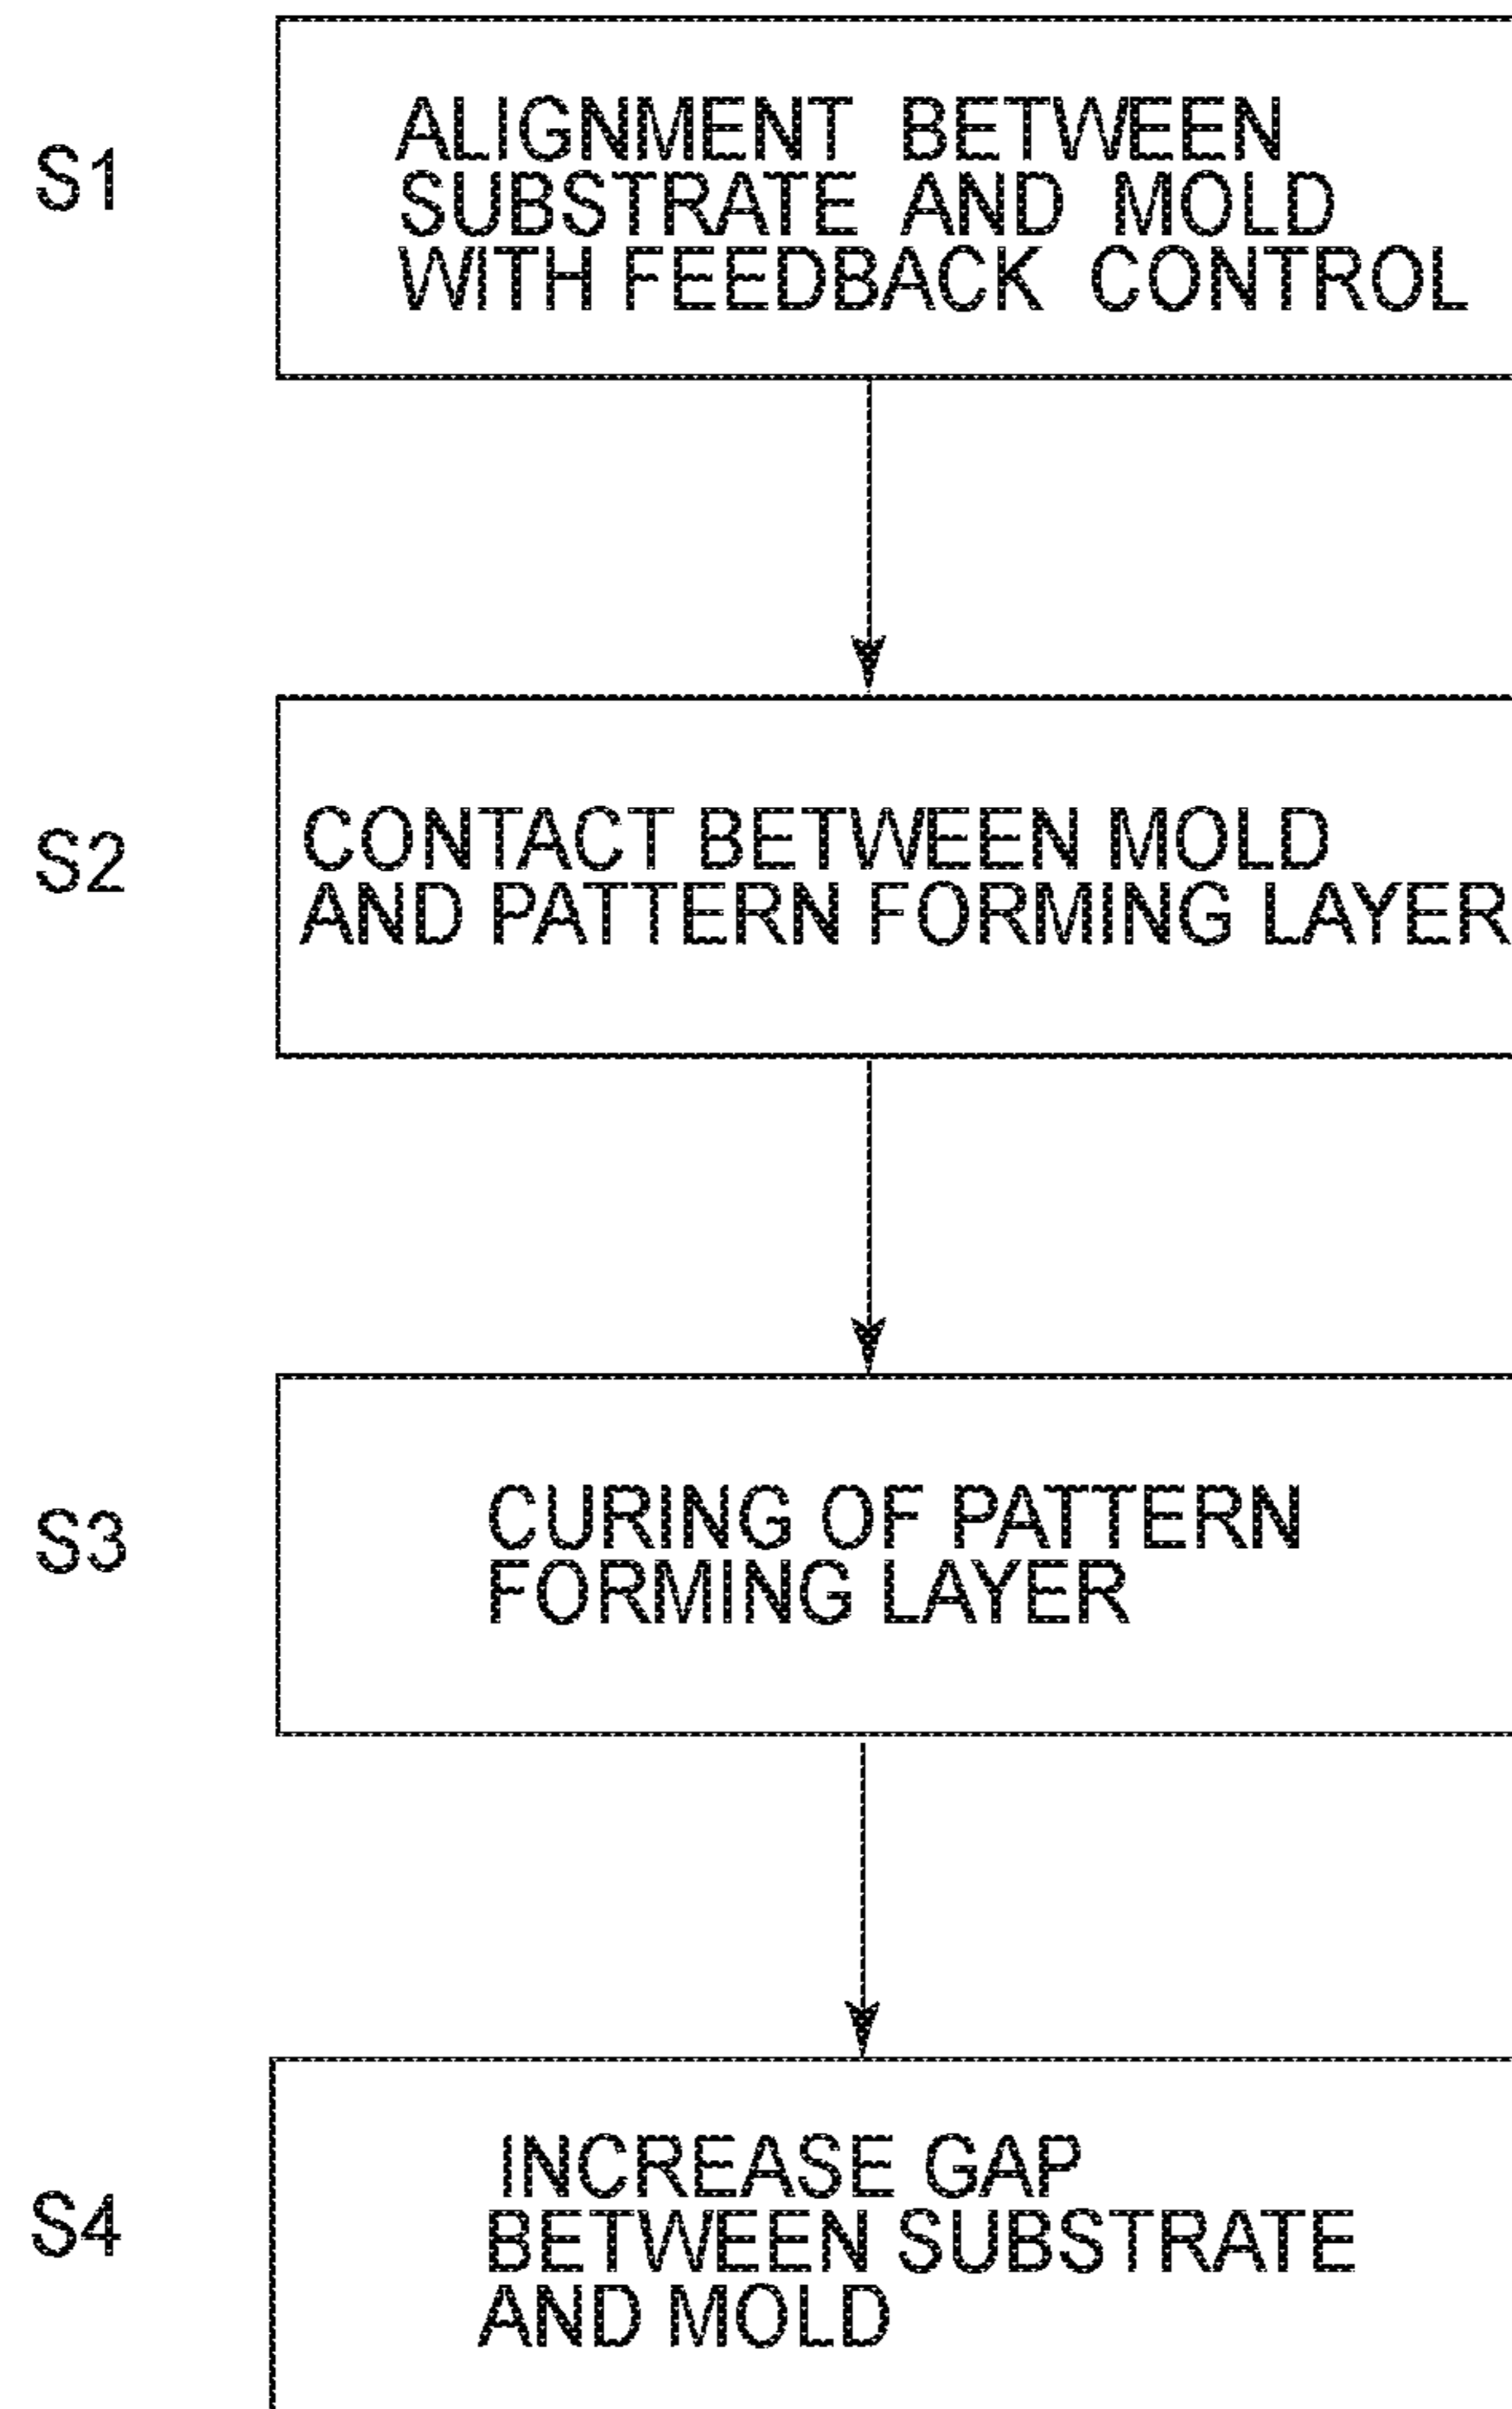 S1
ALIGNMENT BETWEEN
SUBSTRATE AND MOLD
WITH FEEDBACK CONTROL
S2
CONTACT BETWEEN MOLD
AND PATTERN FORMING LAYER
S3
CURING OF PATTERN
FORMING LAYER
S4
INCREASE GAP
BETWEEN SUBSTRATE
AND MOLD